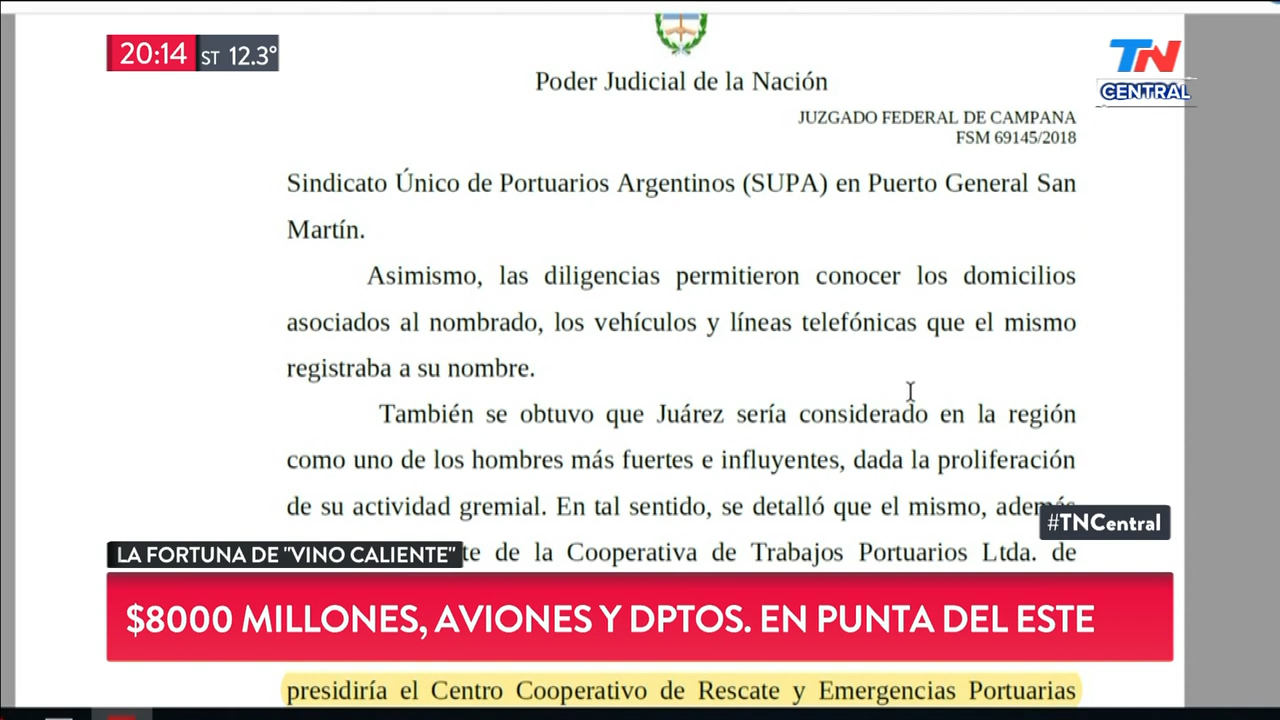 20:14 ST 12.3°
TN
CENTRAL
Poder Judicial de la Nación
JUZGADO FEDERAL DE CAMPANA
FSM 69145/2018
Sindicato Único de Portuarios Argentinos (SUPA) en Puerto General San
Martín.
Asimismo, las diligencias permitieron conocer los domicilios
asociados al nombrado, los vehículos y líneas telefónicas que el mismo
registraba a su nombre.
También se obtuvo que Juárez sería considerado en la región
como uno de los hombres más fuertes e influyentes, dada la proliferación
de su actividad gremial. En tal sentido, se detalló que el mismo, además
#TNCentral
LA FORTUNA DE "VINO CALIENTE"
te de la Cooperativa de Trabajos Portuarios Ltda. de
$8000 MILLONES, AVIONES Y DPTOS. EN PUNTA DEL ESTE
presidiría el Centro Cooperativo de Rescate y Emergencias Portuarias